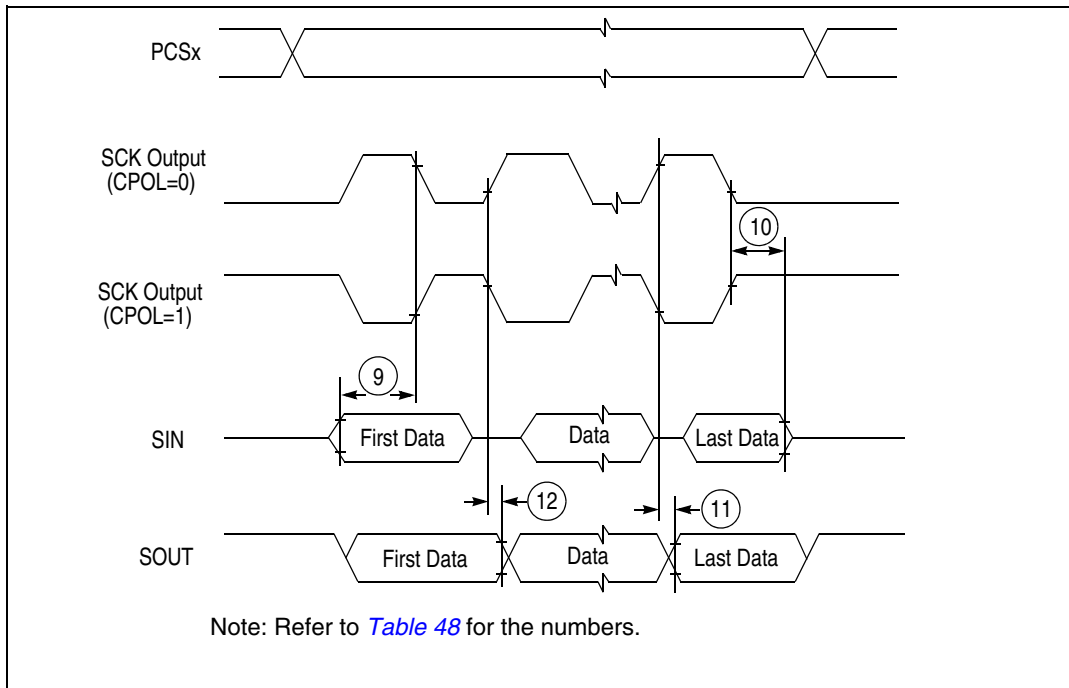 PCSx
SCK Output
(CPOL=0)
10
SCK Output
(CPOL=1)
9
SIN
First Data
Data
Last Data
12
11
SOUT
First Data
Data
Last Data
Note: Refer to Table 48 for the numbers.